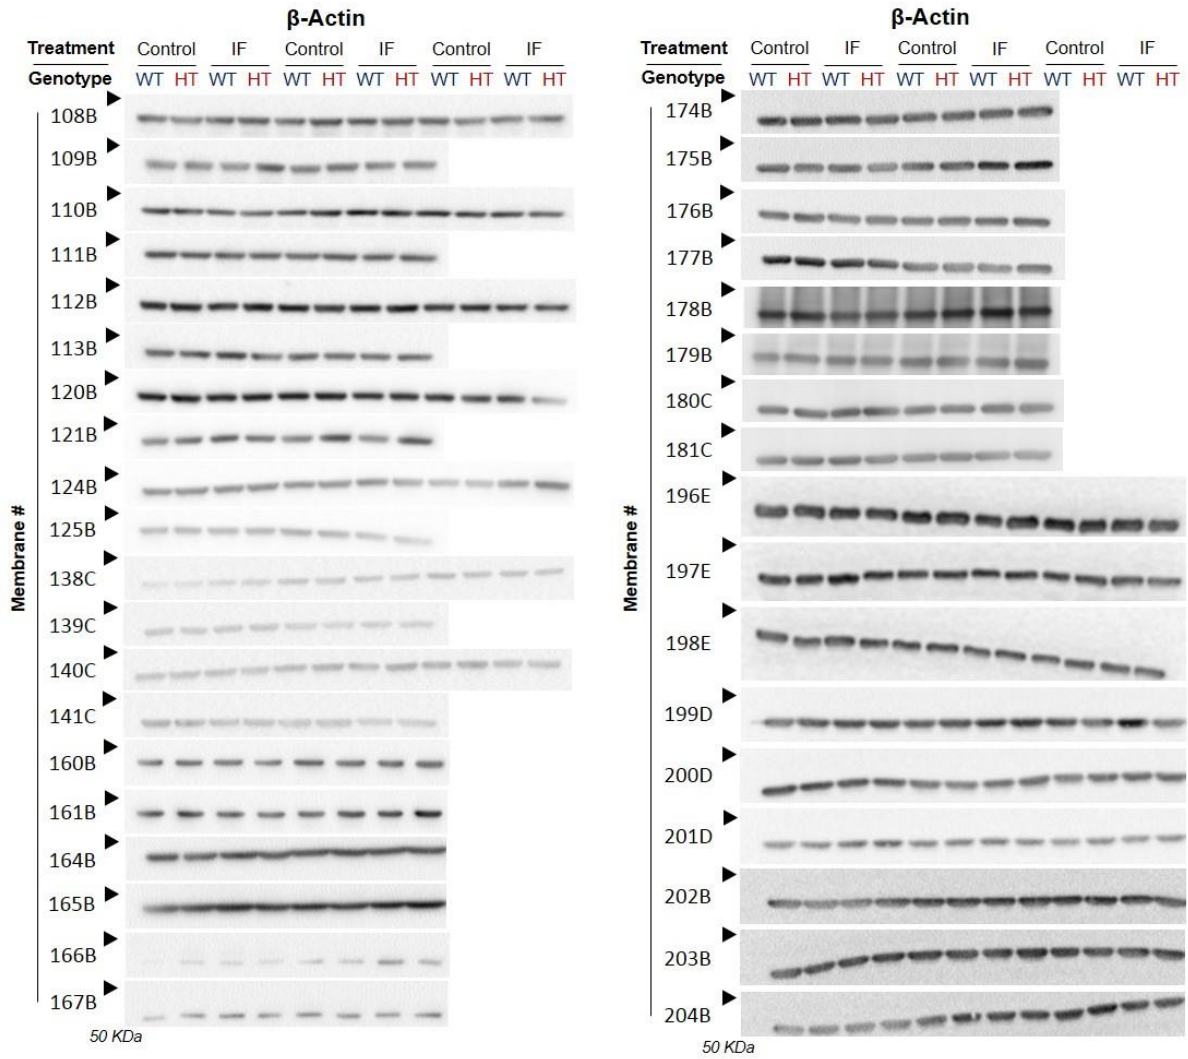 β-Actin
Treatment Control IF Control IF Control IF
Genotype WT HT WT HT WT HT WT HT WT HT WT HT
Membrane #
108B
109B
110B
111B
112B
113B
120B
121B
124B
125B
138C
139C
140C
141C
160B
161B
164B
165B
166B
167B
50 KDa
β-Actin
Treatment Control IF Control IF Control IF
Genotype WT HT WT HT WT HT WT HT WT HT WT HT
Membrane #
174B
175B
176B
177B
178B
179B
180C
181C
196E
197E
198E
199D
200D
201D
202B
203B
204B
50 KDa